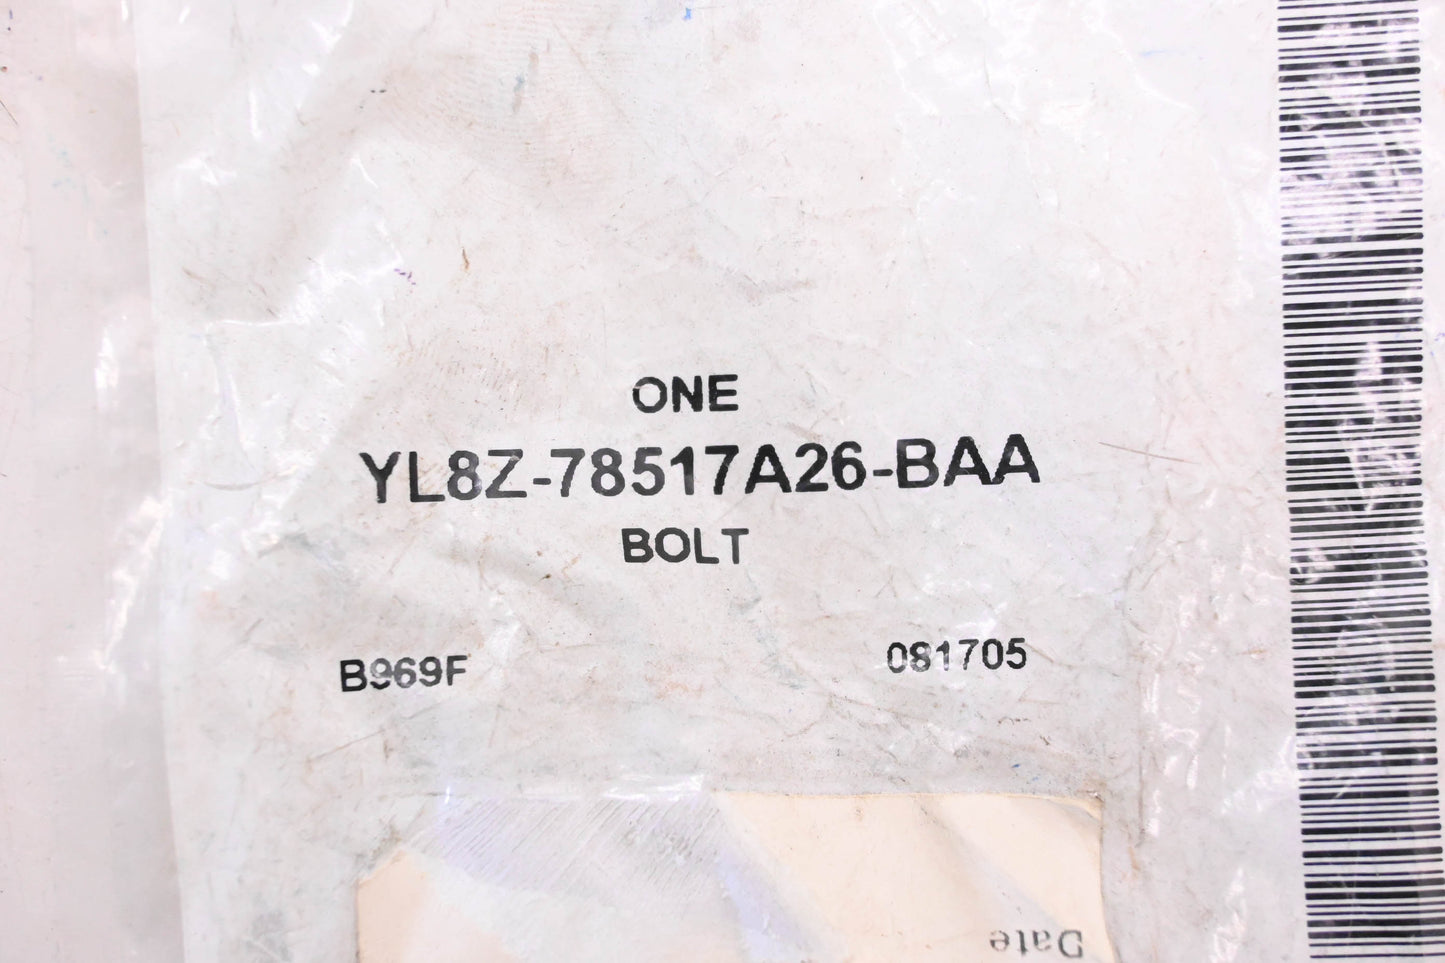 ONE
YL8Z-78517A26-BAA
BOLT
B969F 081705
Date